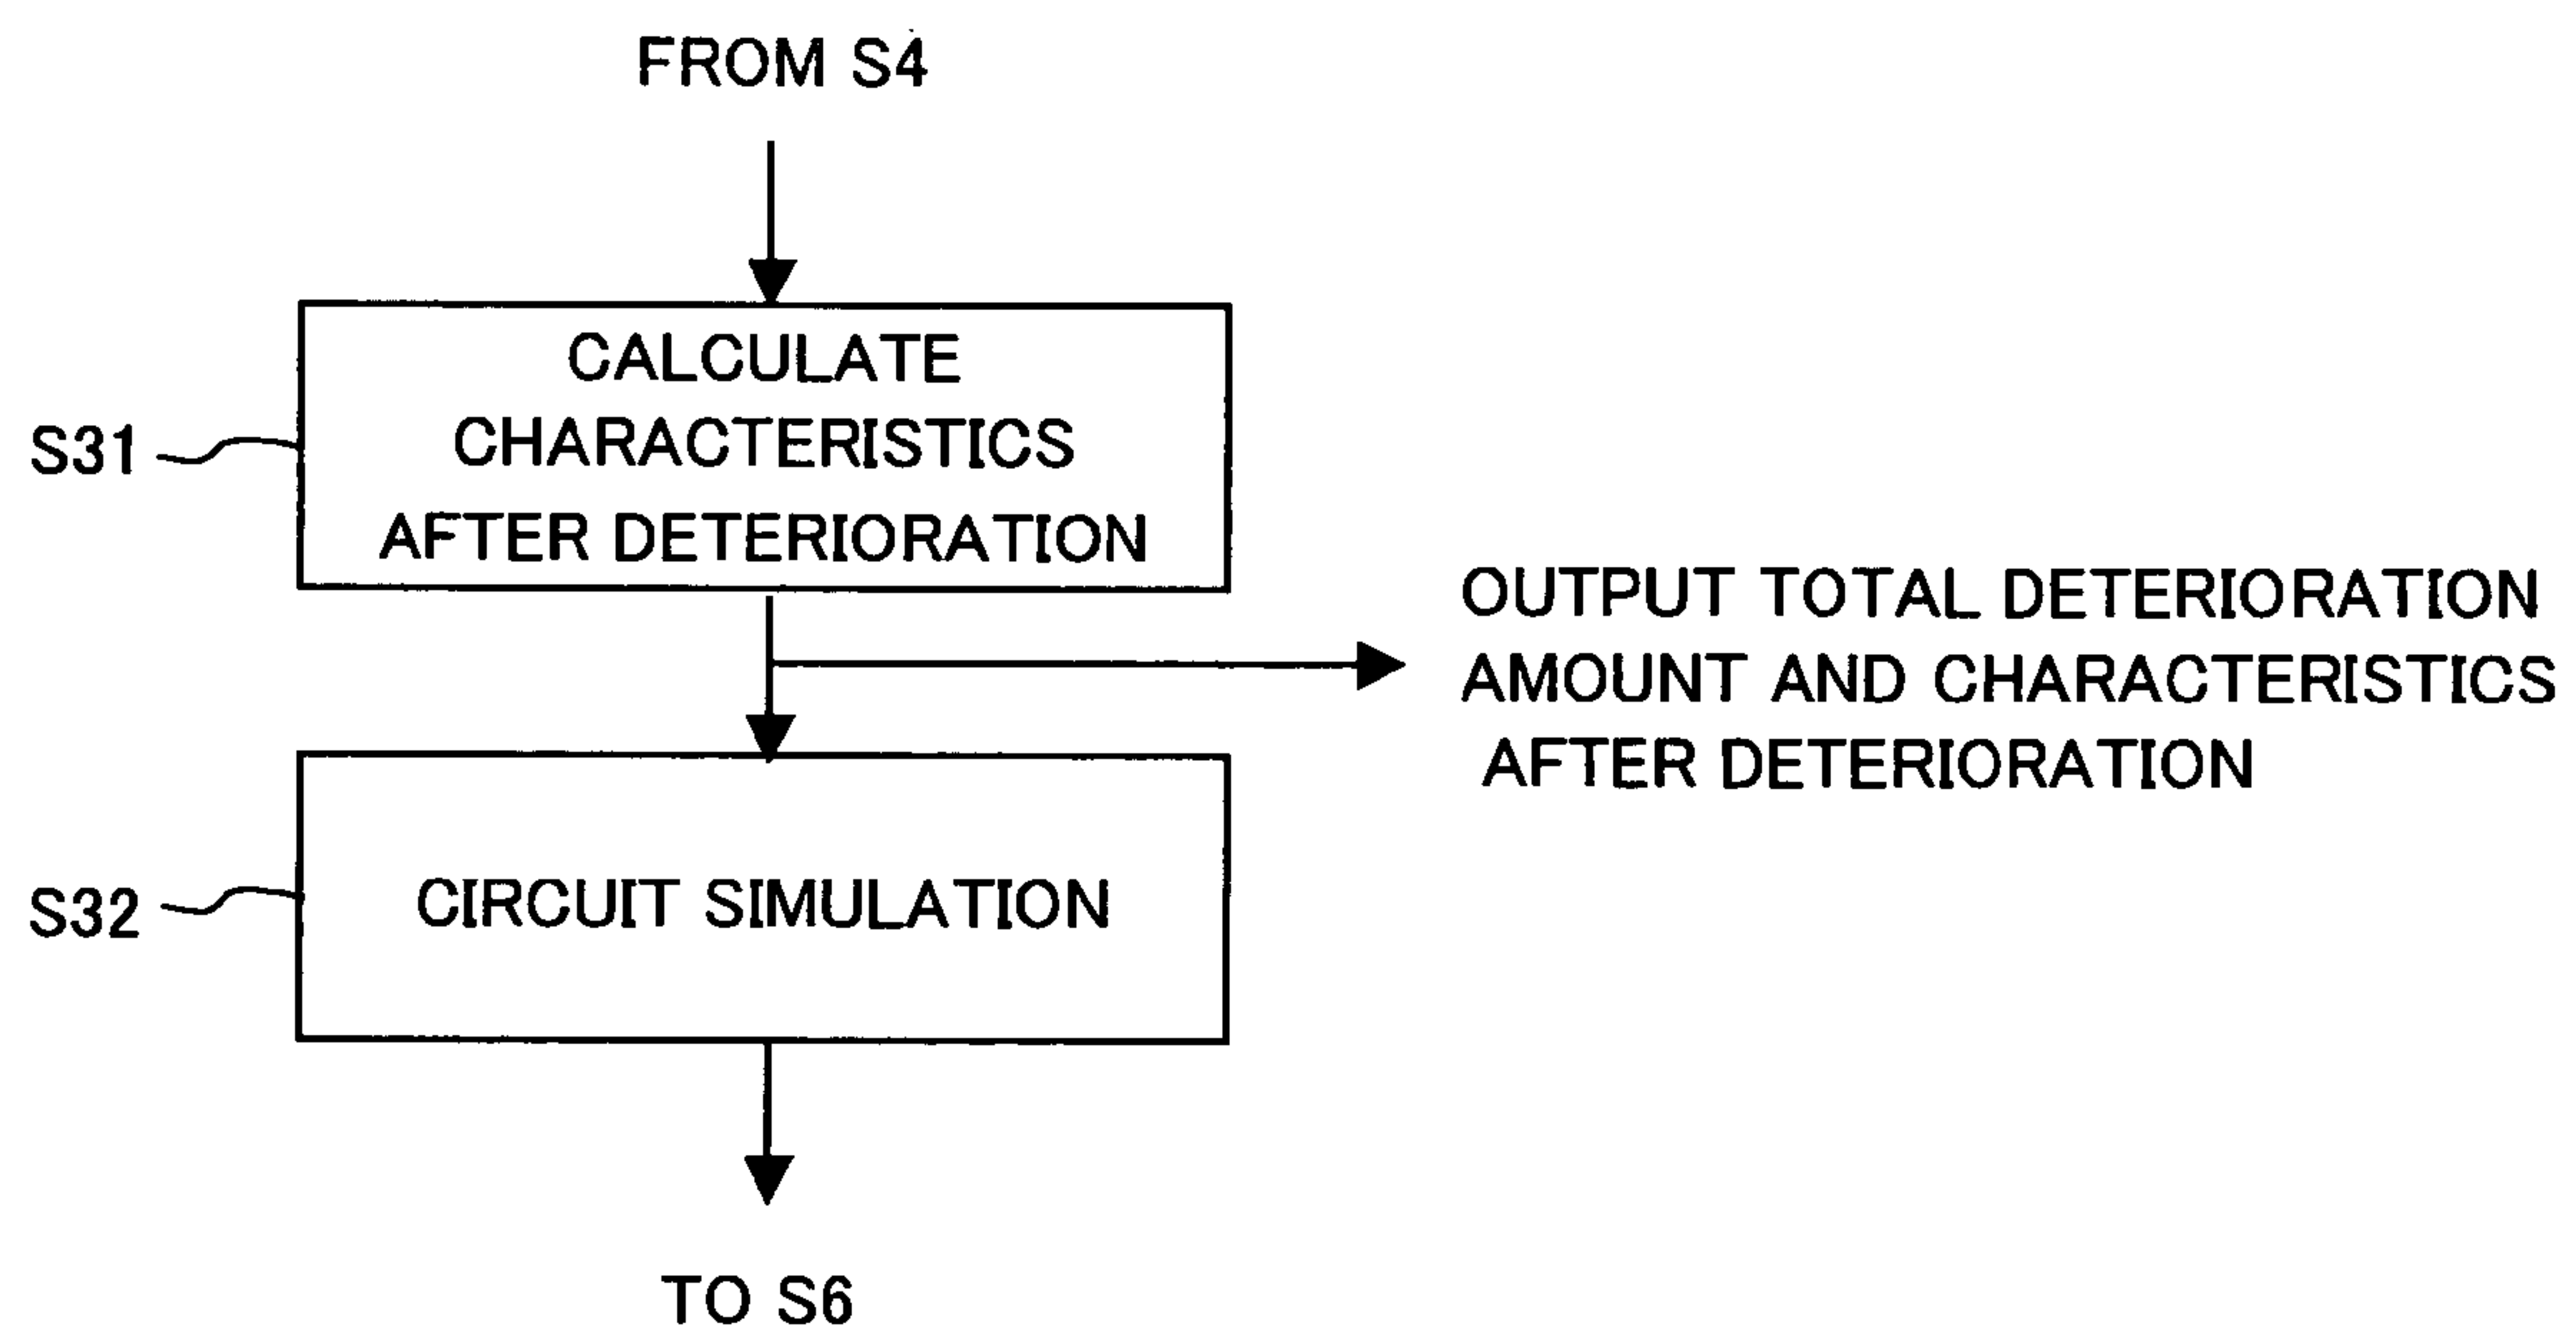 FROM S4
CALCULATE
CHARACTERISTICS
AFTER DETERIORATION
S31
OUTPUT TOTAL DETERIORATION
AMOUNT AND CHARACTERISTICS
AFTER DETERIORATION
CIRCUIT SIMULATION
S32
TO S6